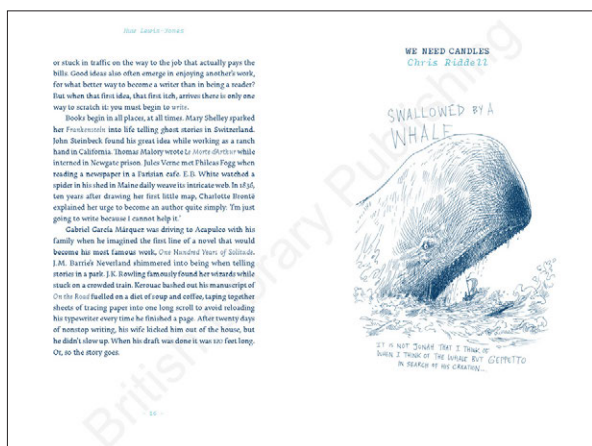 Huw Lewis-Jones
or stuck in traffic on the way to the job that actually pays the
bills. Good ideas also often emerge in enjoying another's work,
for what better way to become a writer than in being a reader?
But when that first idea, that first itch, arrives there is only one
way to scratch it: you must begin to write.
Books begin in all places, at all times. Mary Shelley sparked
her Frankenstein into life telling ghost stories in Switzerland.
John Steinbeck found his great idea while working as a ranch
hand in California. Thomas Malory wrote Le Morte d'Arthur while
interned in Newgate prison. Jules Verne met Phileas Fogg when
reading a newspaper in a Parisian cafe. E.B. White watched a
spider in his shed in Maine daily weave its intricate web. In 1836,
ten years after drawing her first little map, Charlotte Brontë
explained her urge to become an author quite simply: 'I'm just
going to write because I cannot help it.'
Gabriel García Márquez was driving to Acapulco with his
family when he imagined the first line of a novel that would
become his most famous work, One Hundred Years of Solitude.
J.M. Barrie's Neverland shimmered into being when telling
stories in a park. J.K. Rowling famously found her wizards while
stuck on a crowded train. Kerouac bashed out his manuscript of
On the Road fuelled on a diet of soup and coffee, taping together
sheets of tracing paper into one long scroll to avoid reloading
his typewriter every time he finished a page. After twenty days
of nonstop writing, his wife kicked him out of the house, but
he didn't slow up. When his draft was done it was 120 feet long.
Or, so the story goes.
WE NEED CANDLES
Chris Riddell
SWALLOWED BY A
WHALE
IT IS NOT JONAH THAT I THINK OF
WHEN I THINK OF THE WHALE BUT GEPPETTO
IN SEARCH OF HIS CREATION...
British Library Publishing